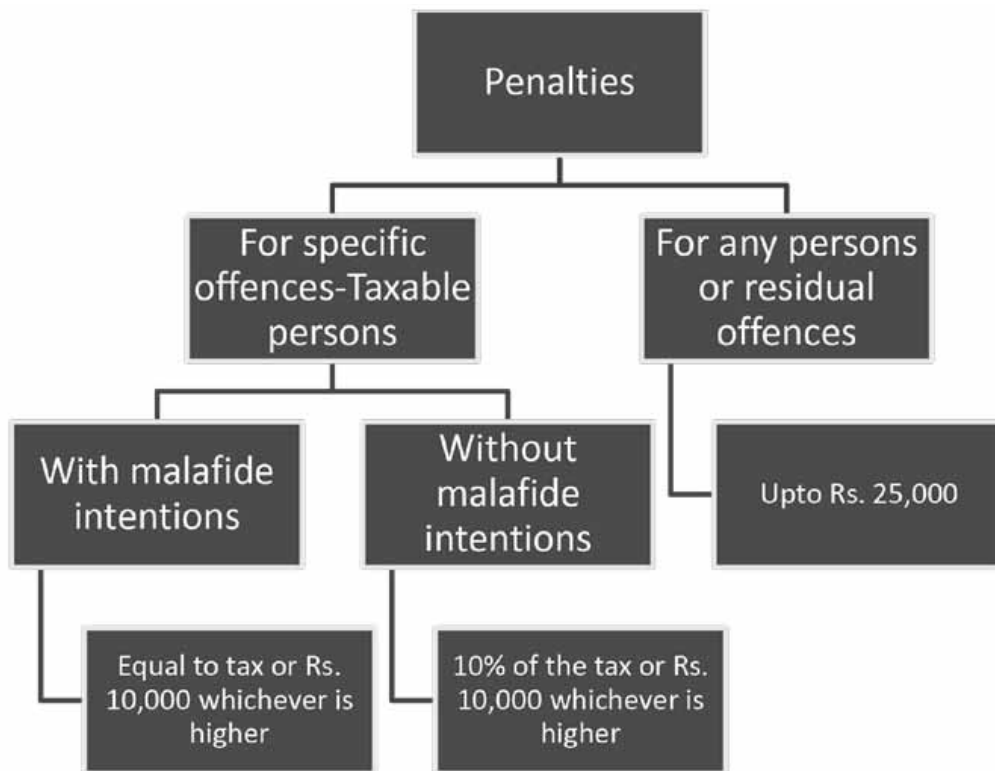 Penalties
For specific
offences-Taxable
persons
For any persons
or residual
offences
With malafide
intentions
Without
malafide
intentions
Upto Rs. 25,000
Equal to tax or Rs.
10,000 whichever is
higher
10% of the tax or Rs.
10,000 whichever is
higher